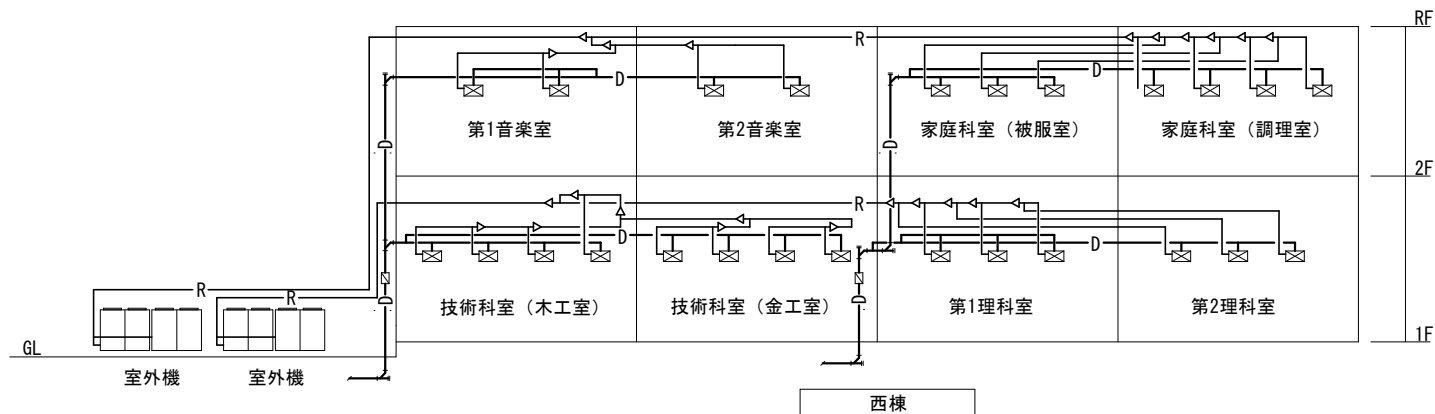 RF
R
R
D
D
第1音楽室
第2音楽室
家庭科室（被服室）
家庭科室（調理室）
D
D
2F
R
D
D
R
R
D
D
技術科室（木工室）
技術科室（金工室）
第1理科室
第2理科室
GL
1F
室外機
室外機
西棟